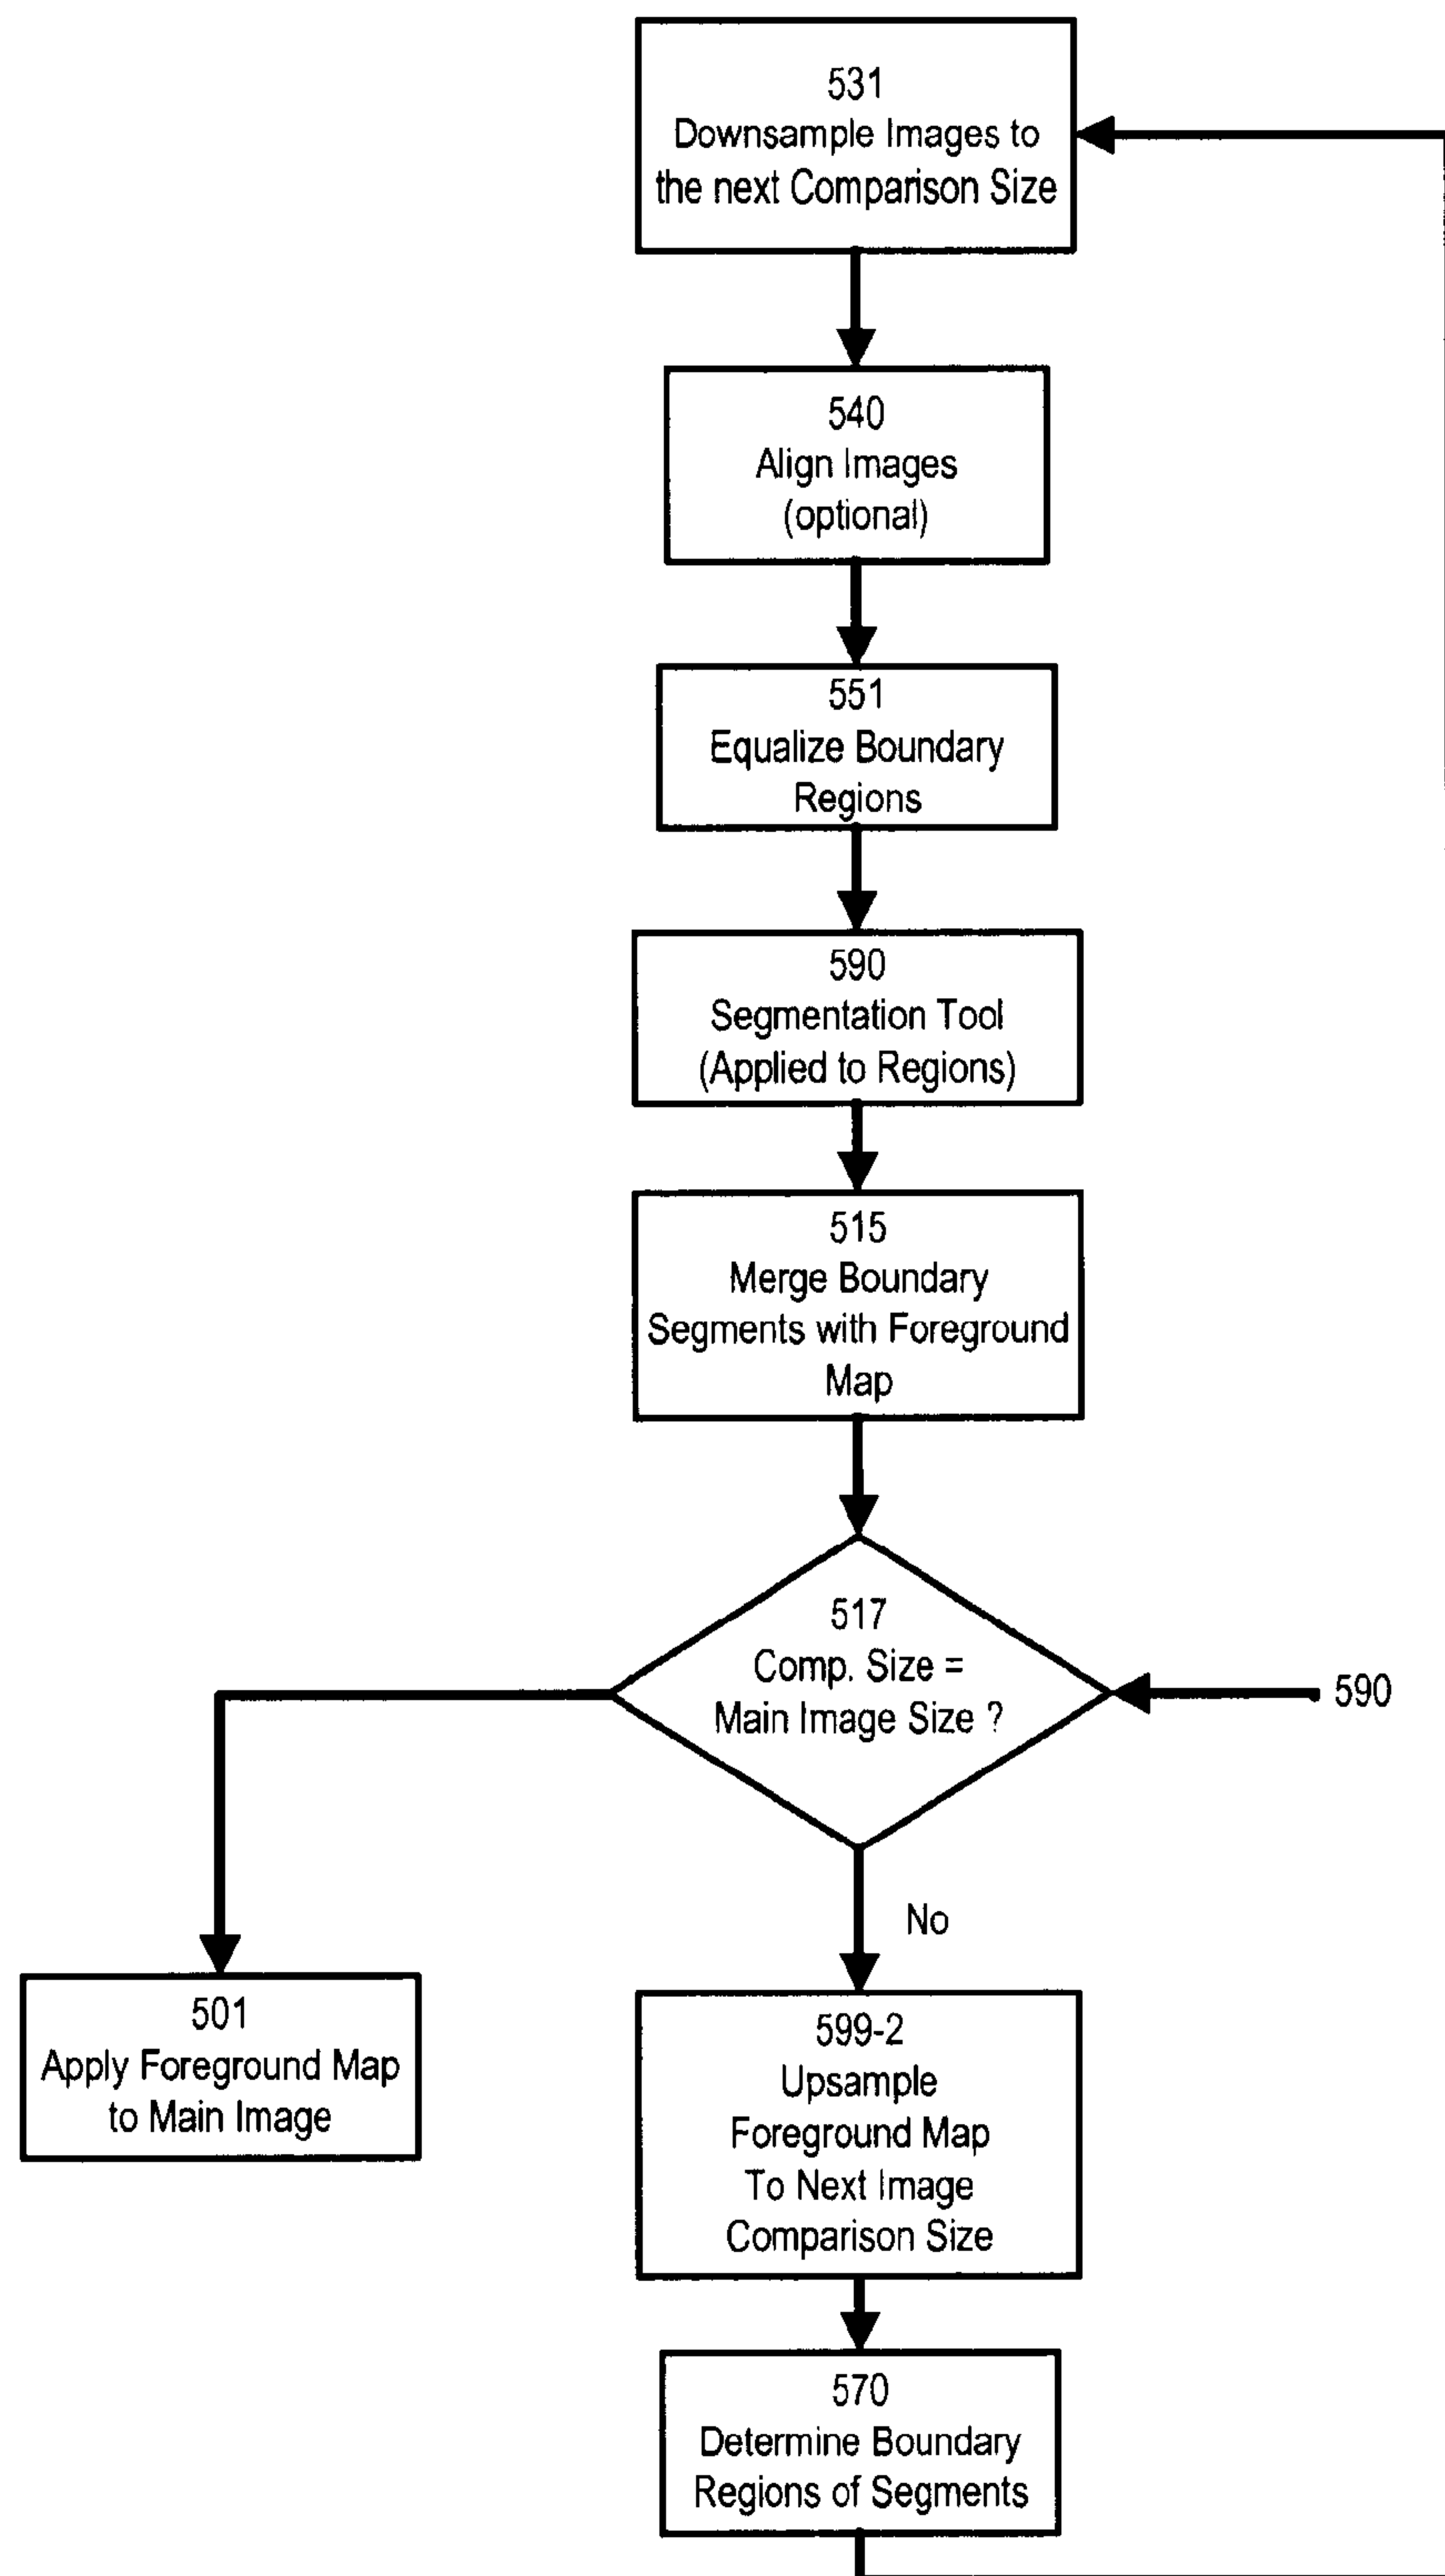 531
Downsample Images to
the next Comparison Size
540
Align Images
(optional)
551
Equalize Boundary
Regions
590
Segmentation Tool
(Applied to Regions)
515
Merge Boundary
Segments with Foreground
Map
517
Comp. Size =
Main Image Size ?
590
No
501
Apply Foreground Map
to Main Image
599-2
Upsample
Foreground Map
To Next Image
Comparison Size
570
Determine Boundary
Regions of Segments